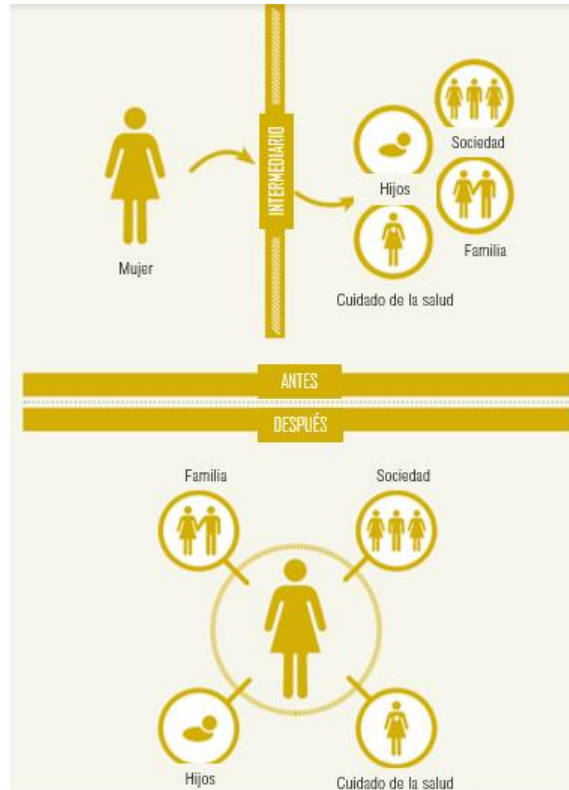 INTERMEDIARIO
Sociedad
Hijos
Familia
Mujer
Cuidado de la salud
ANTES
DESPUÉS
Familia
Sociedad
Hijos
Cuidado de la salud